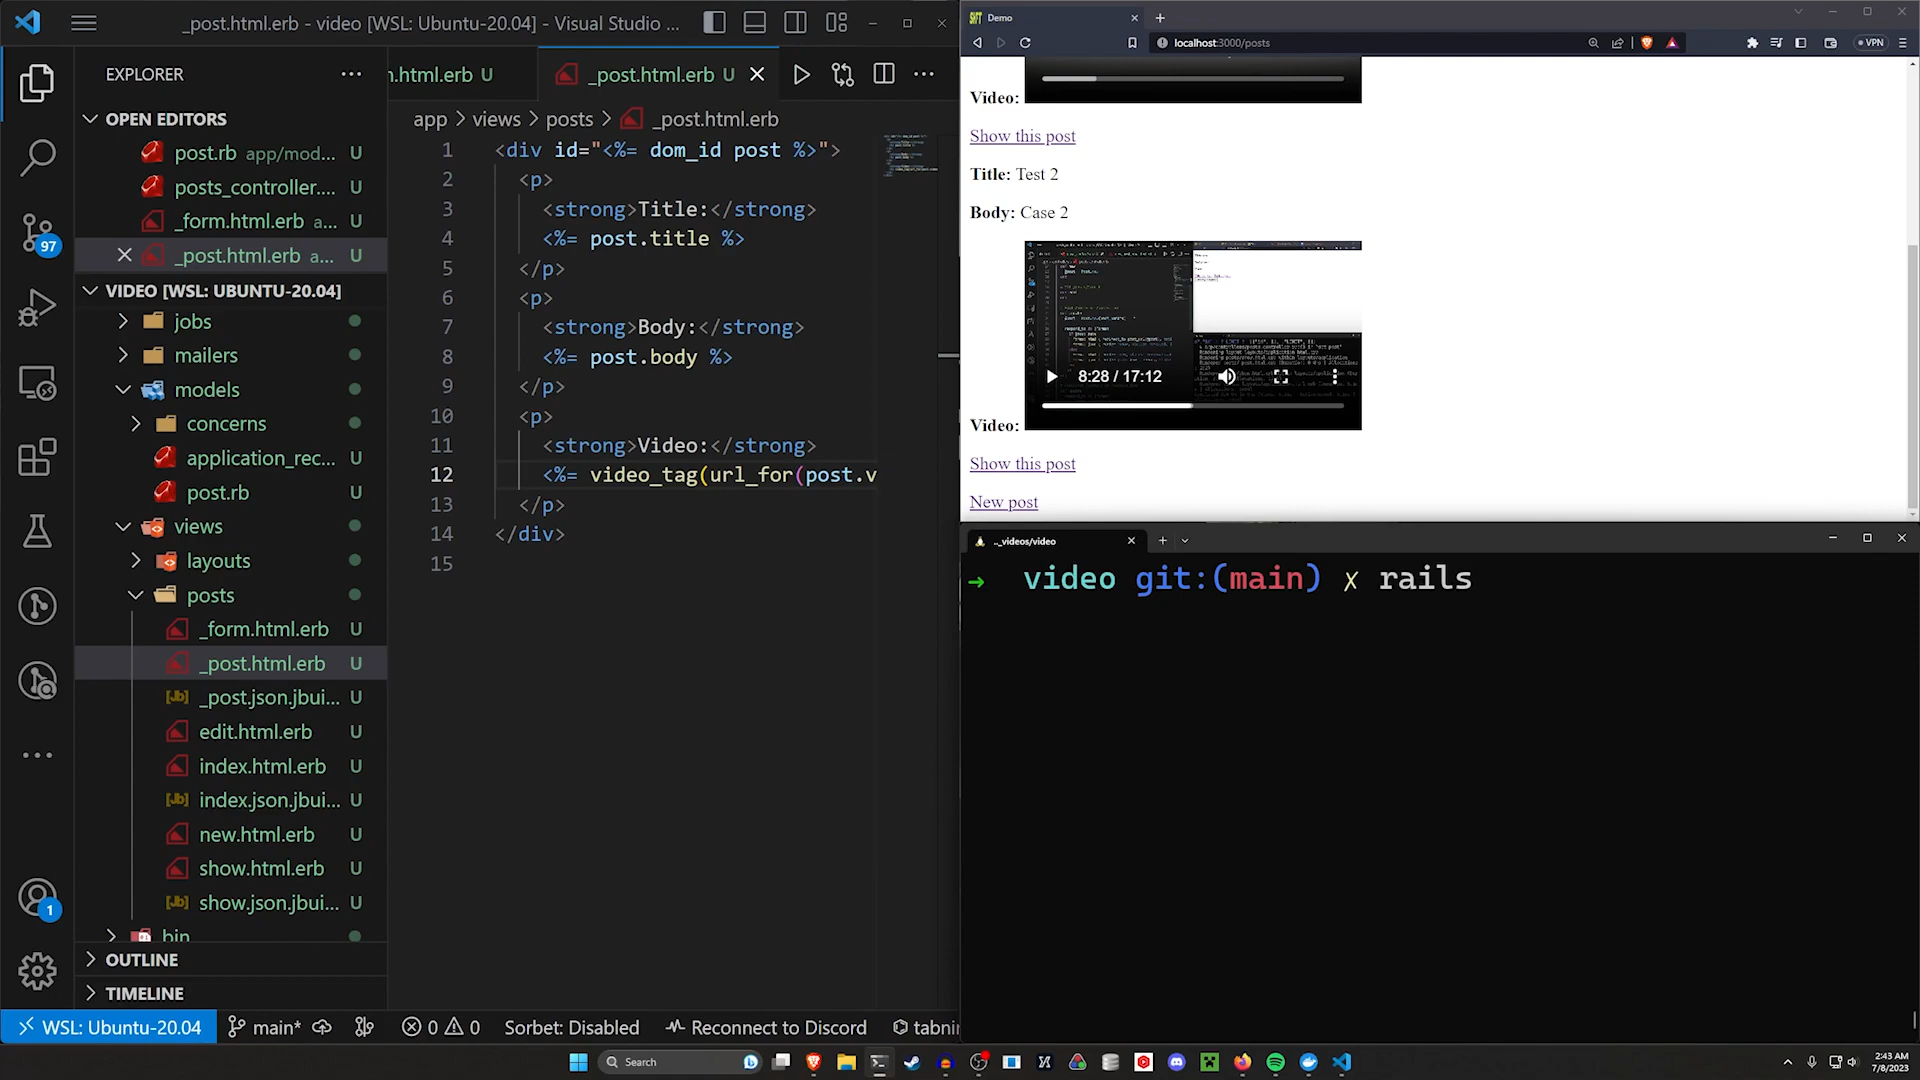 _post.html.erb - video [WSL: Ubuntu-20.04] - Visual Studio ...
EXPLORER
OPEN EDITORS
post.rb app/mod... U
posts_controller.... U
_form.html.erb a... U
_post.html.erb a... U
VIDEO [WSL: UBUNTU-20.04]
jobs
mailers
models
concerns
application_rec... U
post.rb U
views
layouts
posts
_form.html.erb U
_post.html.erb U
_post.json.jbui... U
edit.html.erb U
index.html.erb U
index.json.jbui... U
new.html.erb U
show.html.erb U
show.json.jbui... U
bin
OUTLINE
TIMELINE
97
1
.html.erb U
_post.html.erb U
app > views > posts > _post.html.erb
1 <div id="<%= dom_id post %>">
2 <p>
3 <strong>Title:</strong>
4 <%= post.title %>
5 </p>
6 <p>
7 <strong>Body:</strong>
8 <%= post.body %>
9 </p>
10 <p>
11 <strong>Video:</strong>
12 <%= video_tag(url_for(post.v
13 </p>
14 </div>
15
WSL: Ubuntu-20.04 main* 0 0 Sorbet: Disabled Reconnect to Discord tabnin
Demo
localhost:3000/posts
VPN
Video:
Show this post
Title: Test 2
Body: Case 2
8:28 / 17:12
Video:
Show this post
New post
.._videos/video
video git:(main) x rails
Search
2:43 AM
7/8/2023